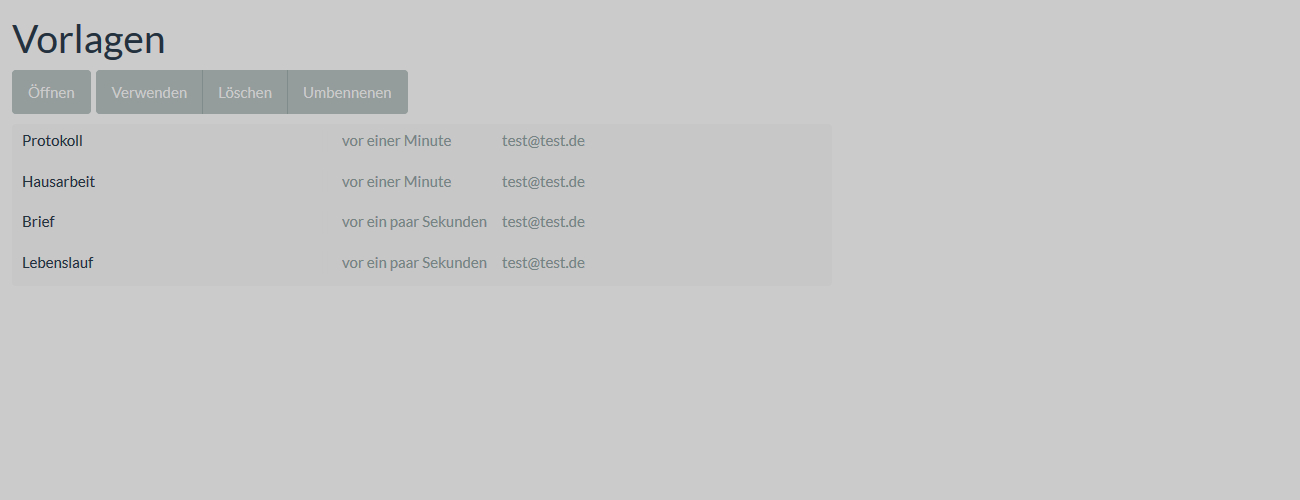 Vorlagen
Öffnen Verwenden Löschen Umbennenen
Protokoll vor einer Minute test@test.de
Hausarbeit vor einer Minute test@test.de
Brief vor ein paar Sekunden test@test.de
Lebenslauf vor ein paar Sekunden test@test.de